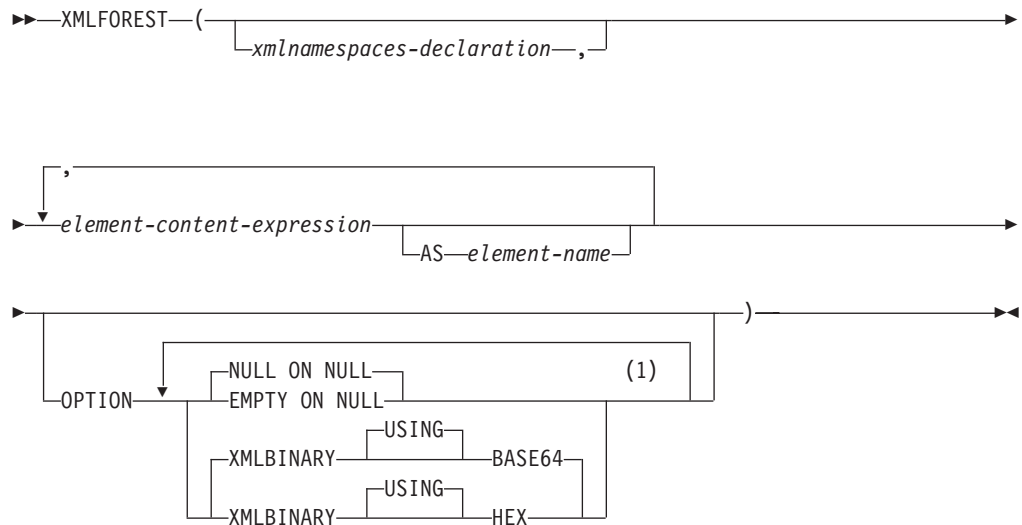 XMLFOREST (
xmlnamespaces-declaration ,
,
element-content-expression
AS element-name
)
NULL ON NULL (1)
OPTION EMPTY ON NULL
USING
XMLBINARY BASE64
USING
XMLBINARY HEX